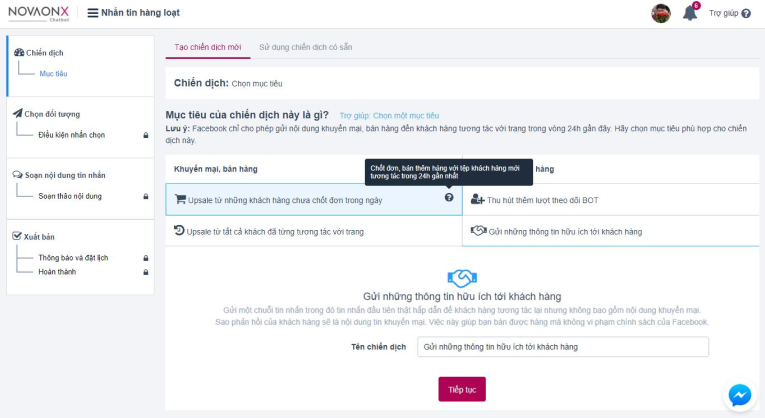 NOVAONX
Chatbot
Nhắn tin hàng loạt
6
Trợ giúp
Chiến dịch
Mục tiêu
Chọn đối tượng
Điều kiện nhắn chọn
Soạn nội dung tin nhắn
Soạn thảo nội dung
Xuất bản
Thông báo và đặt lịch
Hoàn thành
Tạo chiến dịch mới Sử dụng chiến dịch có sẵn
Chiến dịch: Chọn mục tiêu
Mục tiêu của chiến dịch này là gì? Trợ giúp: Chọn một mục tiêu
Lưu ý: Facebook chỉ cho phép gửi nội dung khuyến mại, bán hàng đến khách hàng tương tác với trang trong vòng 24h gần đây. Hãy chọn mục tiêu phù hợp cho chiến
dịch này.
Khuyến mại, bán hàng
Chốt đơn, bán thêm hàng với tệp khách hàng mới
tương tác trong 24h gần nhất
hàng
Upsale từ những khách hàng chưa chốt đơn trong ngày
Thu hút thêm lượt theo dõi BOT
Upsale từ tất cả khách đã từng tương tác với trang
Gửi những thông tin hữu ích tới khách hàng
Gửi những thông tin hữu ích tới khách hàng
Gửi một chuỗi tin nhắn trong đó tin nhắn đầu tiên thật hấp dẫn để khách hàng tương tác lại nhưng không bao gồm nội dung khuyến mại.
Sao phản hồi của khách hàng sẽ là nội dung tin khuyến mại. Việc này giúp bạn bán được hàng mà không vi phạm chính sách của Facebook.
Tên chiến dịch Gửi những thông tin hữu ích tới khách hàng
Tiếp tục